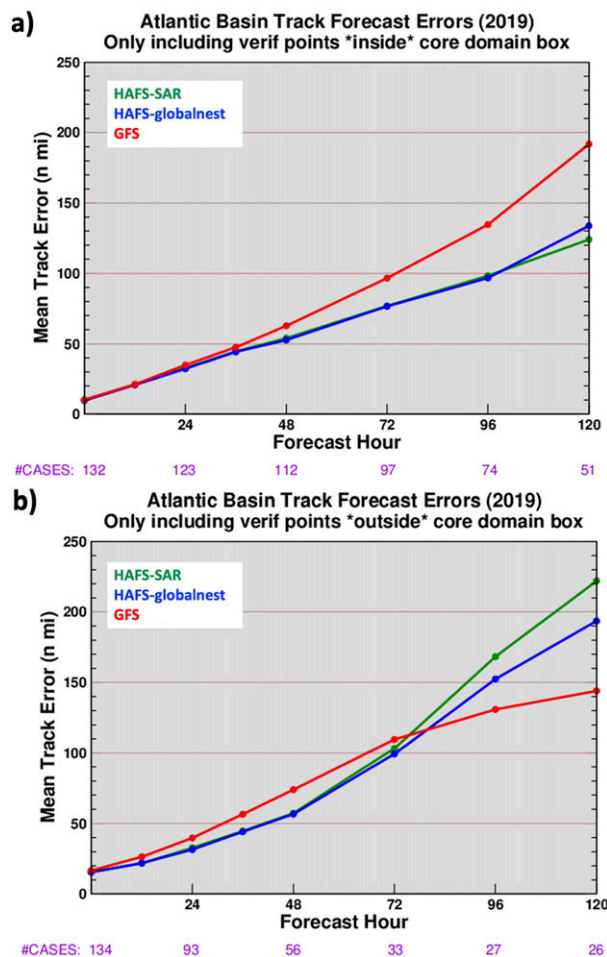 a)
Atlantic Basin Track Forecast Errors (2019)
Only including verif points *inside* core domain box
250
200
150
100
50
0
Mean Track Error (n mi)
HAFS-SAR
HAFS-globalnest
GFS
24 48 72 96 120
Forecast Hour
#CASES: 132 123 112 97 74 51
b)
Atlantic Basin Track Forecast Errors (2019)
Only including verif points *outside* core domain box
250
200
150
100
50
0
Mean Track Error (n mi)
HAFS-SAR
HAFS-globalnest
GFS
24 48 72 96 120
Forecast Hour
#CASES: 134 93 56 33 27 26